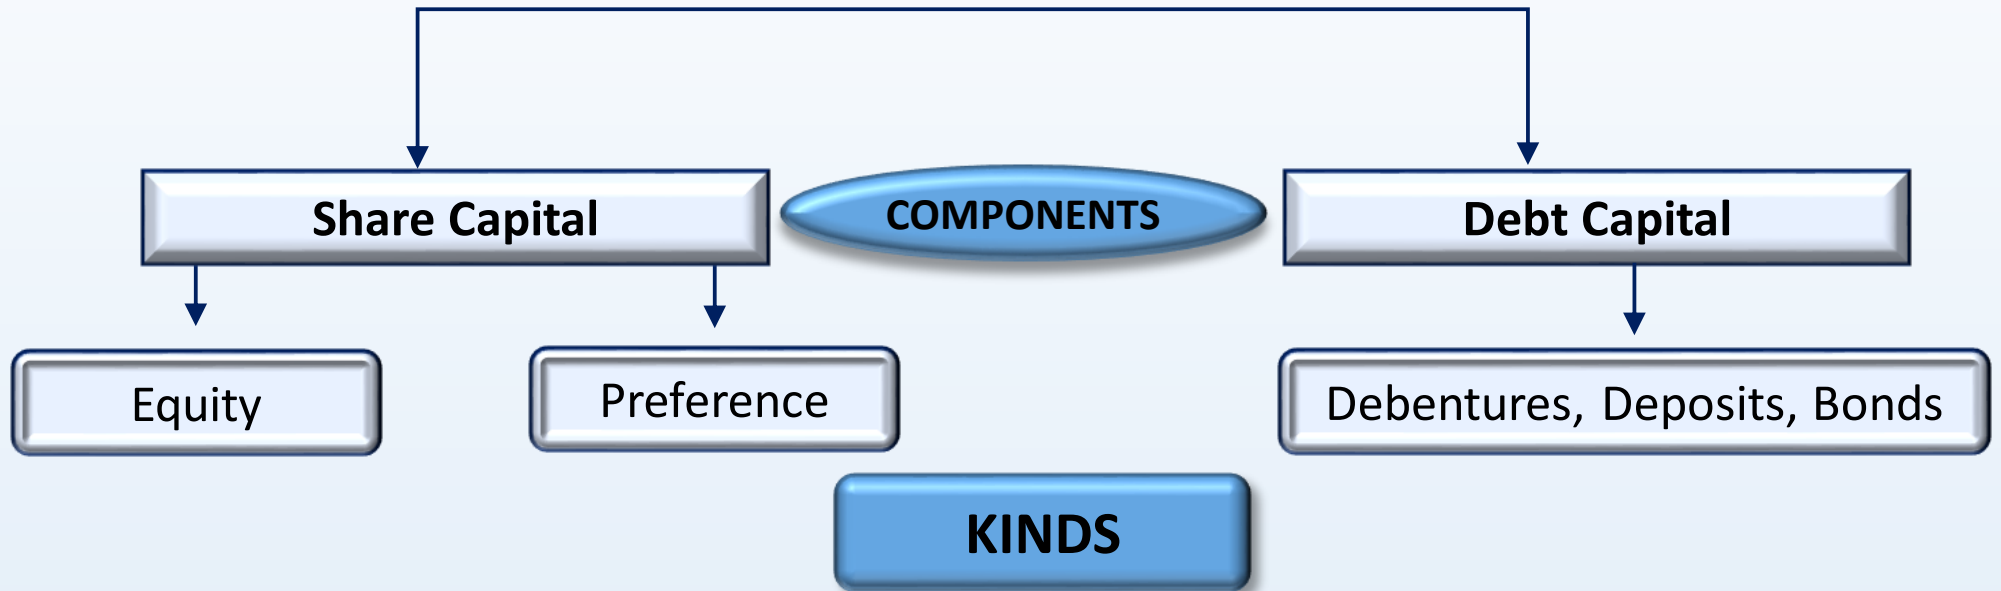 Share Capital
COMPONENTS
Debt Capital
Equity
Preference
Debentures, Deposits, Bonds
KINDS